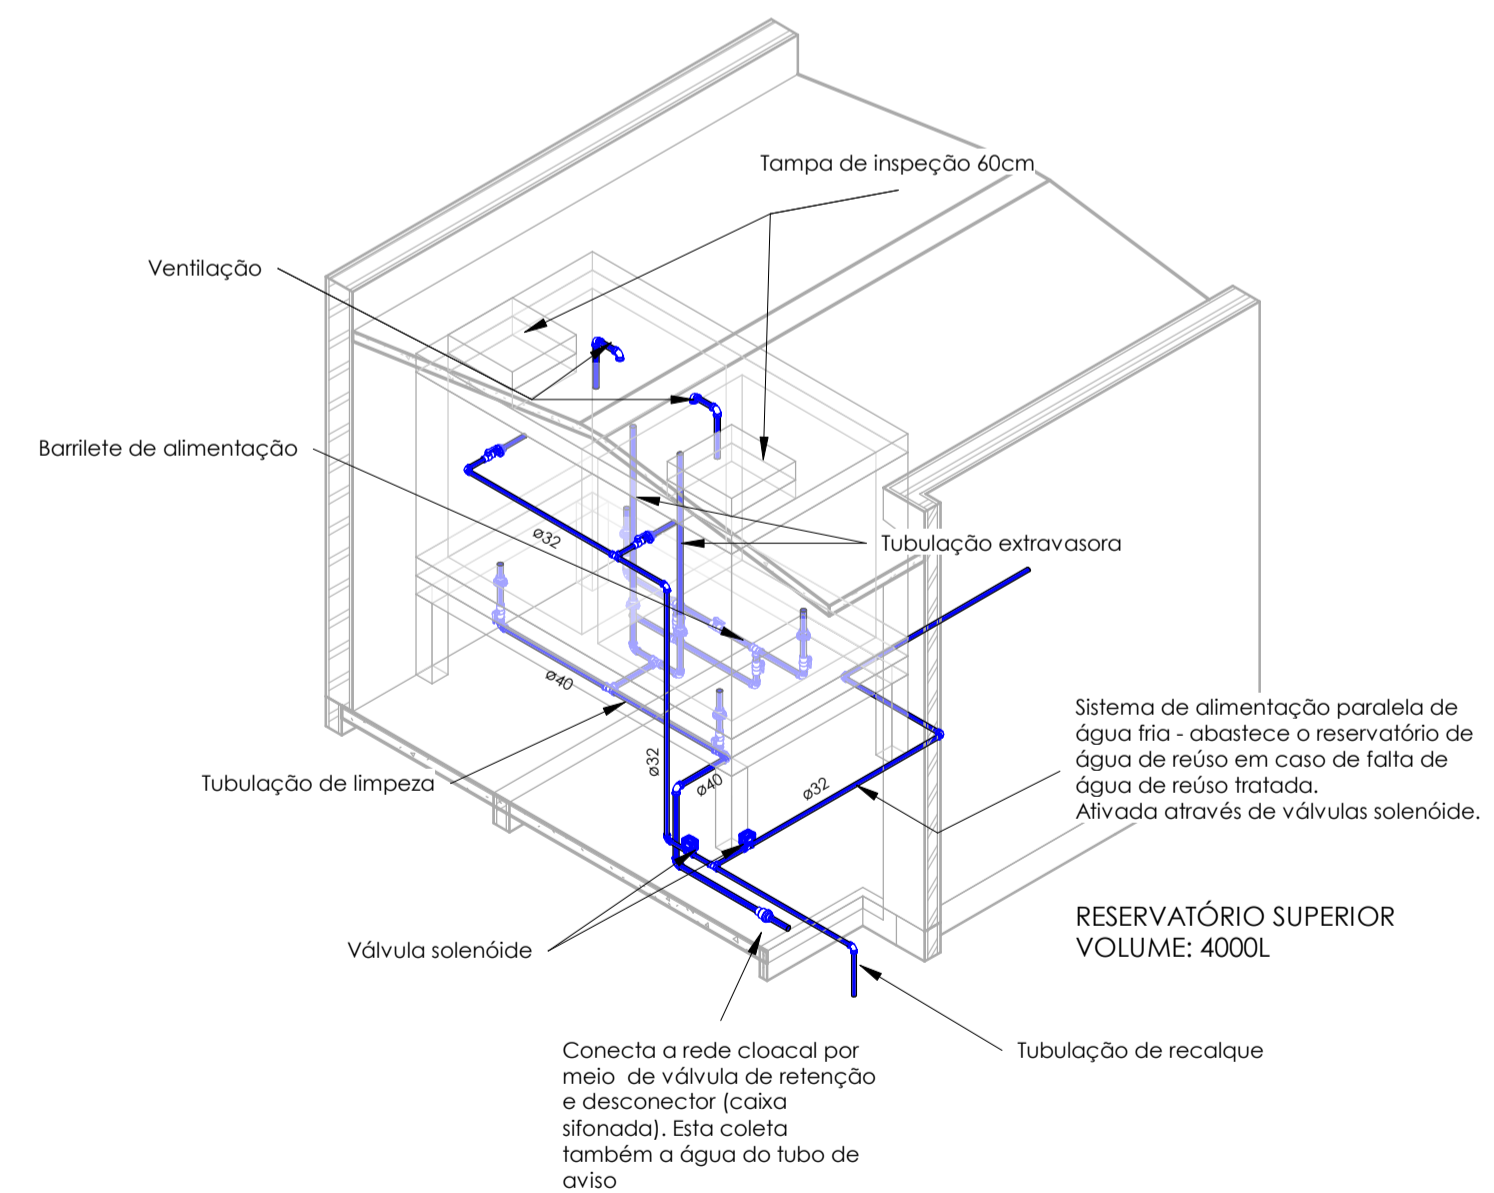 Tampa de inspeção 60cm
Ventilação
Barrilete de alimentação
ø32
Tubulação extravasora
ø40
Sistema de alimentação paralela de
água fria - abastece o reservatório de
água de reúso em caso de falta de
água de reúso tratada.
Ativada através de válvulas solenóide.
Tubulação de limpeza
ø32
ø40
ø32
RESERVATÓRIO SUPERIOR
VOLUME: 4000L
Válvula solenóide
Conecta a rede cloacal por
meio de válvula de retenção
e desconector (caixa
sifonada). Esta coleta
também a água do tubo de
aviso
Tubulação de recalque